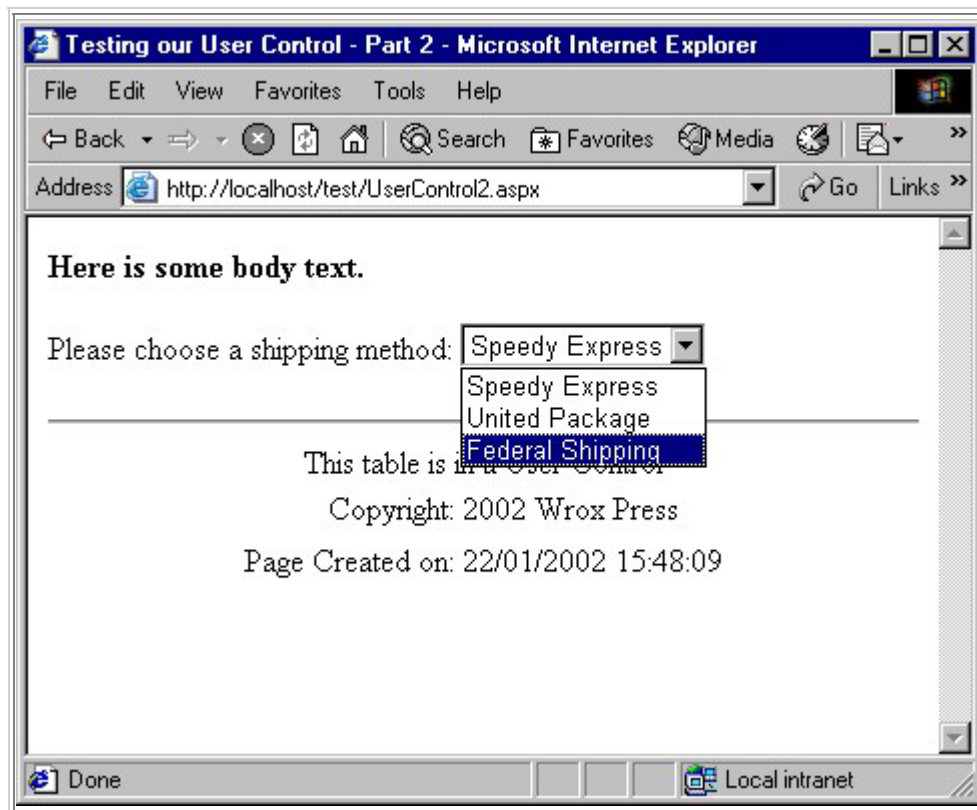 Testing our User Control - Part 2 - Microsoft Internet Explorer
File Edit View Favorites Tools Help
Back Search Favorites Media »
Address http://localhost/test/UserControl2.aspx Go Links »
Here is some body text.
Please choose a shipping method: Speedy Express
Speedy Express
United Package
Federal Shipping
This table is in a User Control
Copyright: 2002 Wrox Press
Page Created on: 22/01/2002 15:48:09
Done Local intranet